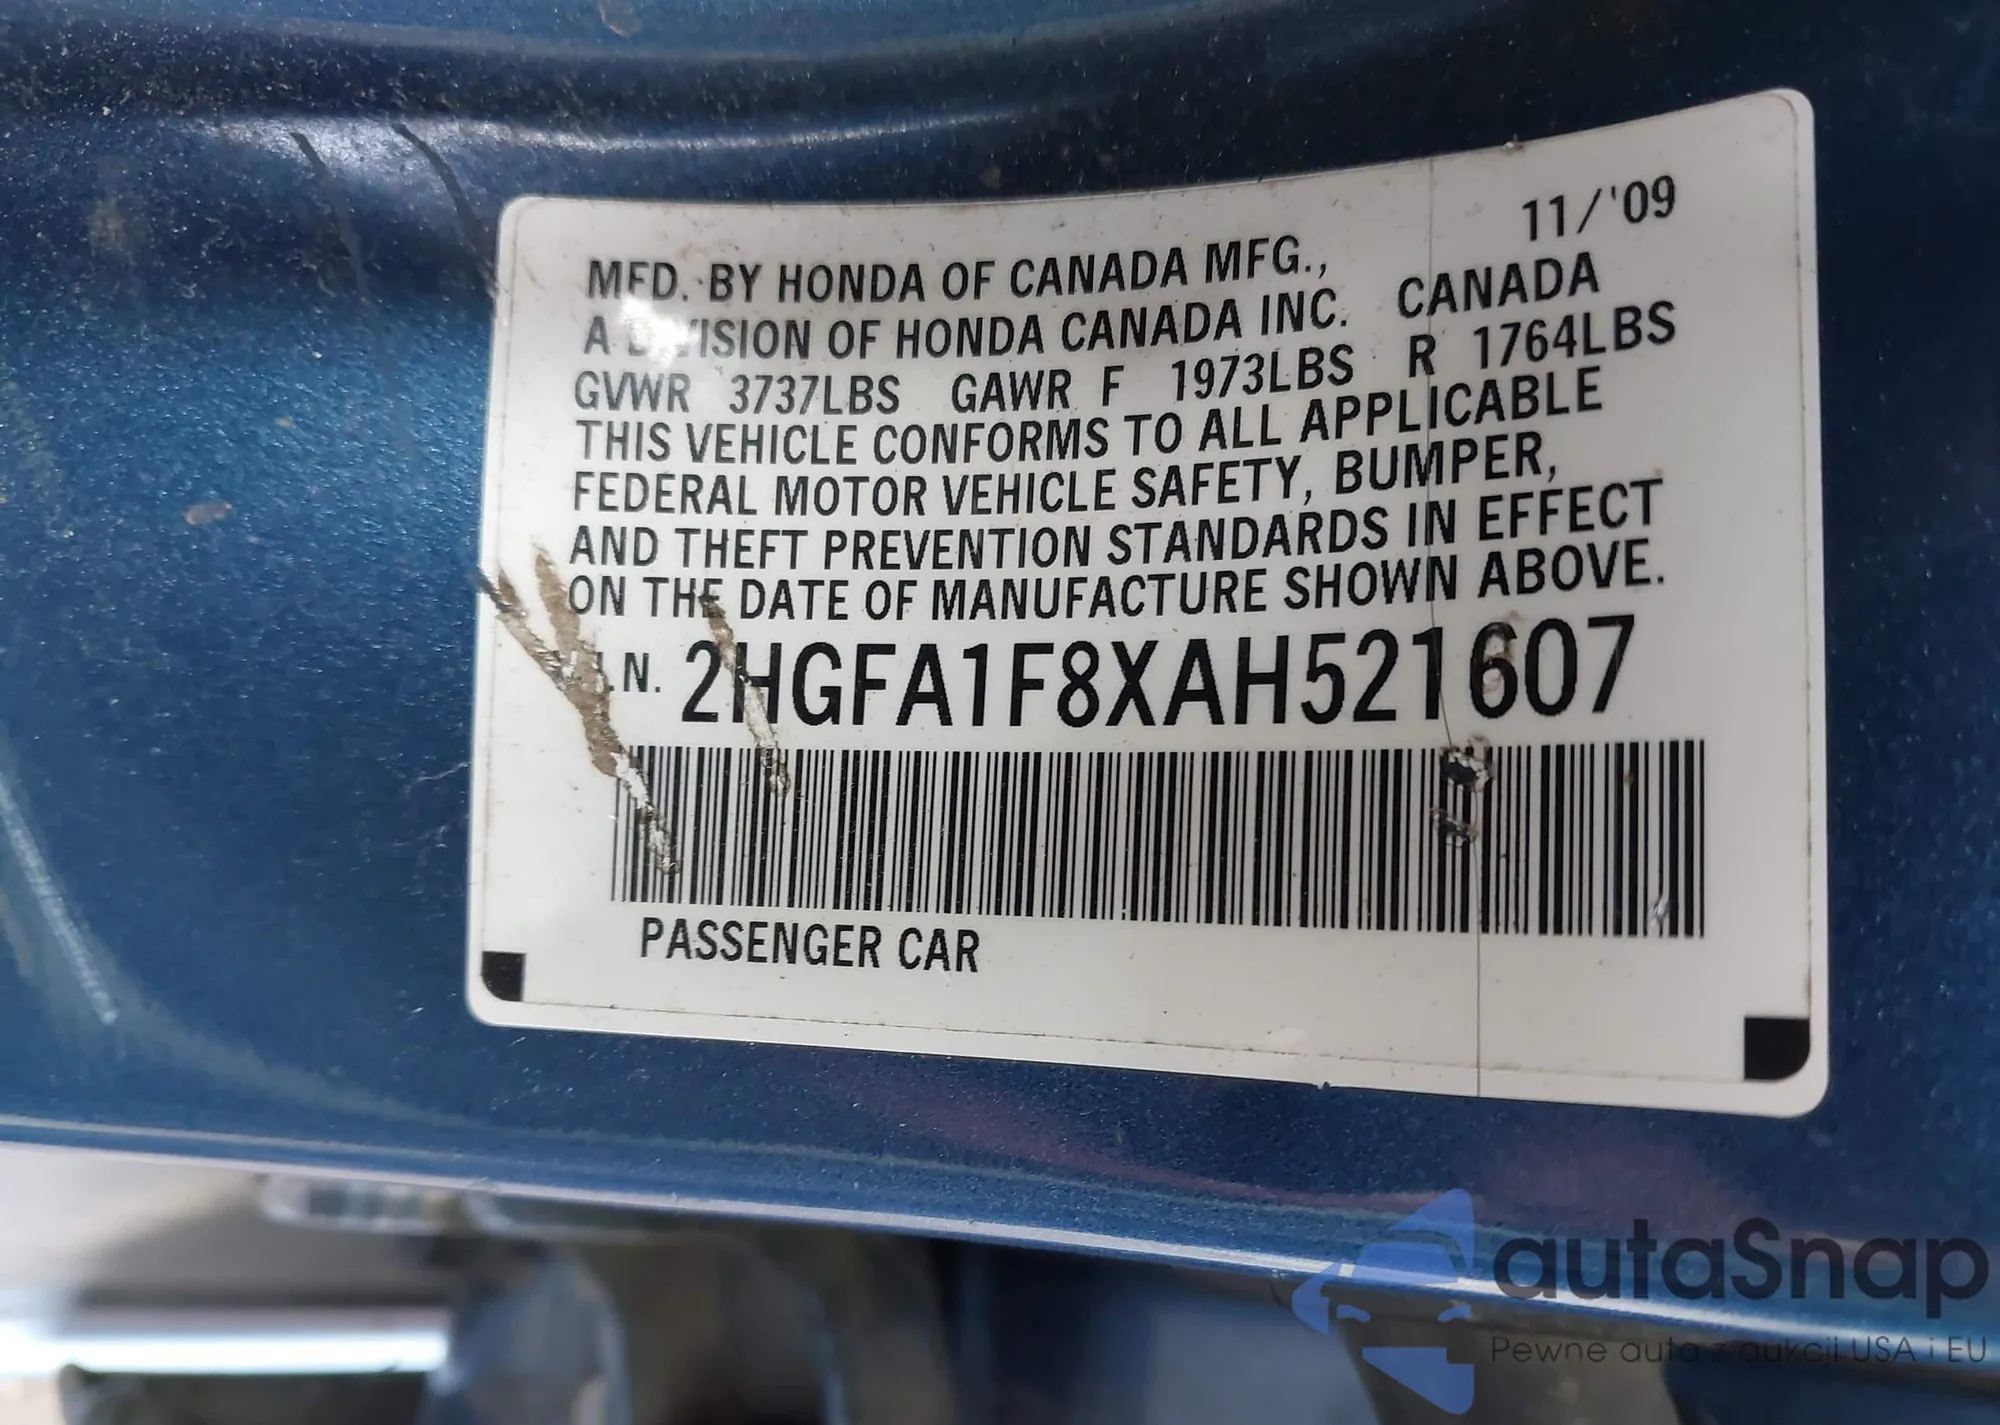 11/'09
MFD. BY HONDA OF CANADA MFG.,
A DIVISION OF HONDA CANADA INC. CANADA
GVWR 3737LBS GAWR F 1973LBS R 1764LBS
THIS VEHICLE CONFORMS TO ALL APPLICABLE
FEDERAL MOTOR VEHICLE SAFETY, BUMPER,
AND THEFT PREVENTION STANDARDS IN EFFECT
ON THE DATE OF MANUFACTURE SHOWN ABOVE.
.I.N. 2HGFA1F8XAH521607
PASSENGER CAR
autaSnap
Pewne auta z aukcji USA i EU